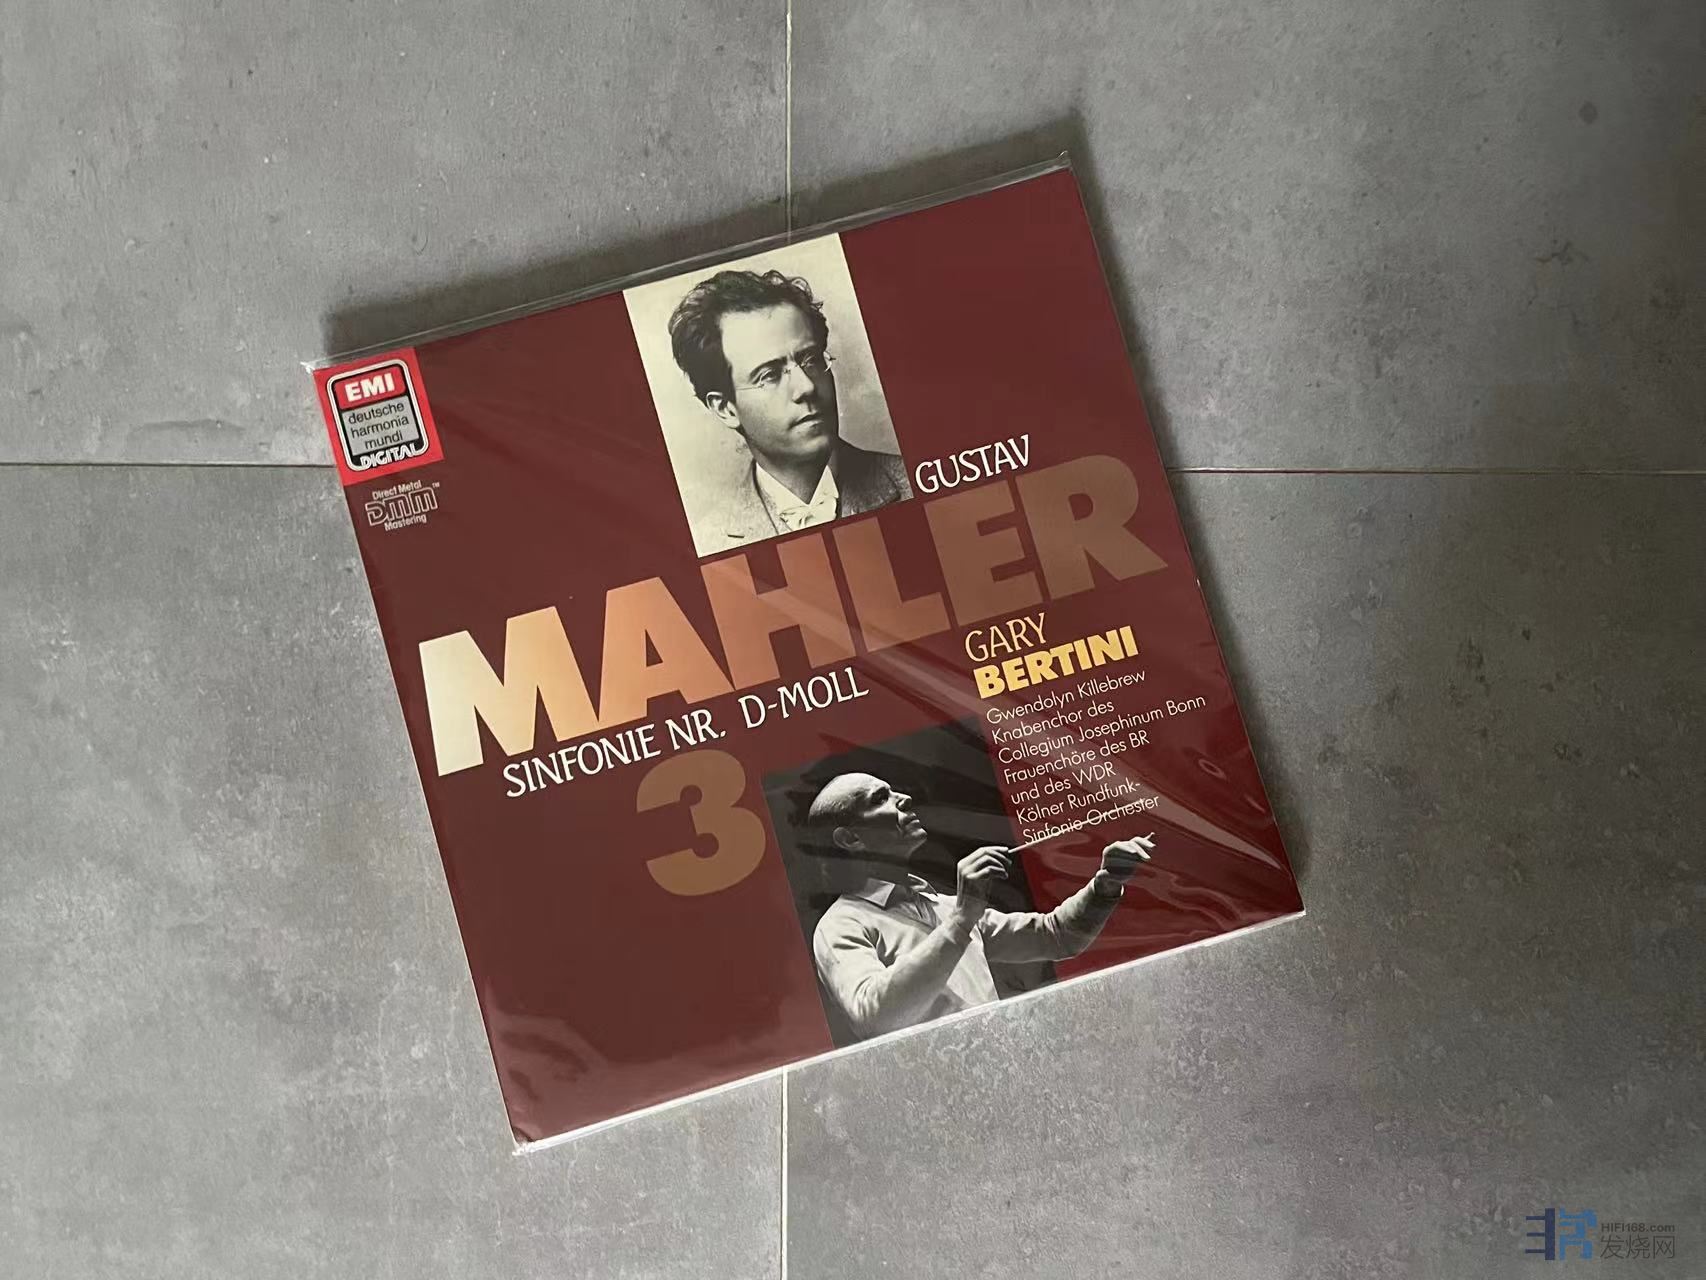 EMI
deutsche
harmonia
mundi
DIGITAL
Direct Metal
DMM™
Mastering
GUSTAV
MAHLER
SINFONIE NR. D-MOLL
3
GARY
BERTINI
Gwendolyn Killebrew
Knabenchor des
Collegium Josephinum Bonn
Frauenchöre des BR
und des WDR
Kölner Rundfunk-
Sinfonie-Orchester
HIFI168.com
发烧网